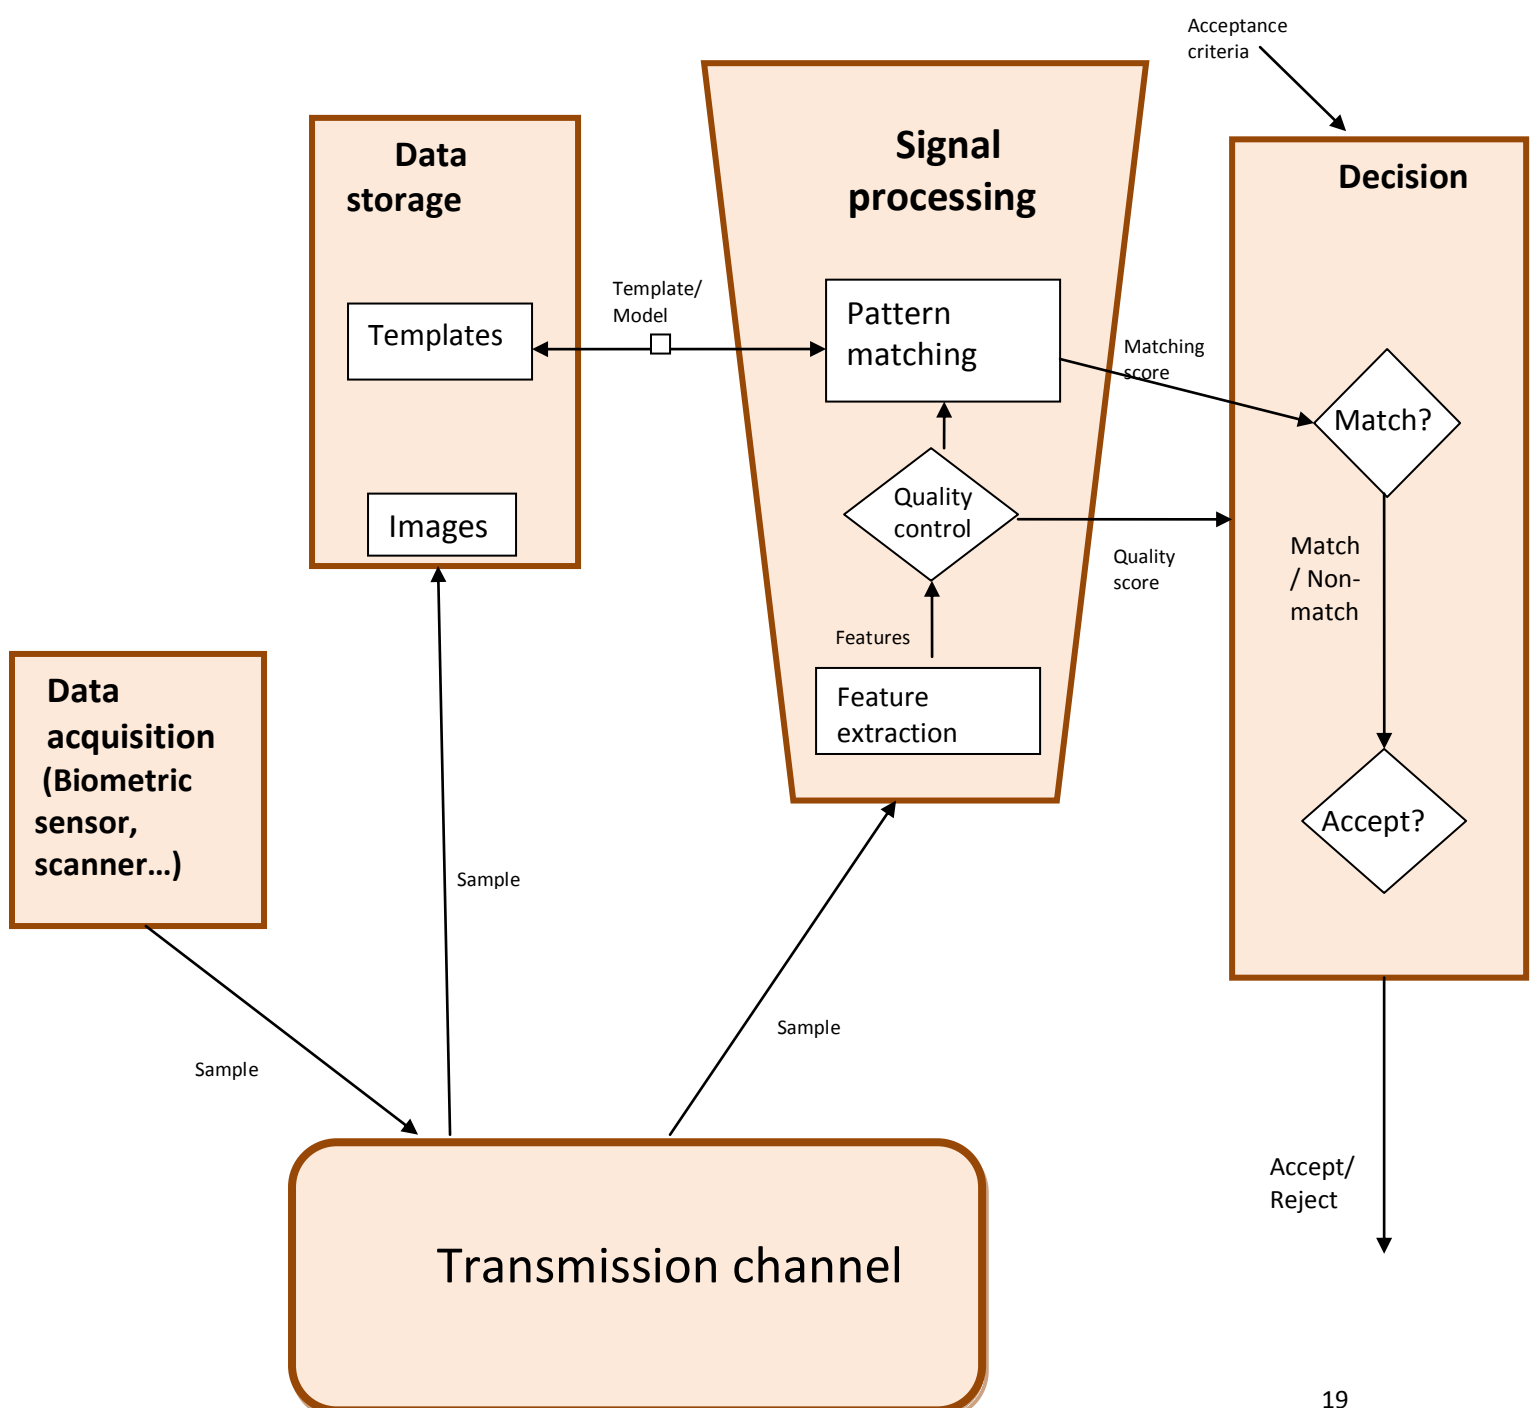 Acceptance
criteria
Data
storage
Templates
Images
Template/
Model
Signal
processing
Pattern
matching
Quality
control
Features
Feature
extraction
Matching
score
Quality
score
Decision
Match?
Match
/ Non-
match
Accept?
Data
acquisition
(Biometric
sensor,
scanner...)
Sample
Sample
Sample
Accept/
Reject
Transmission channel
19